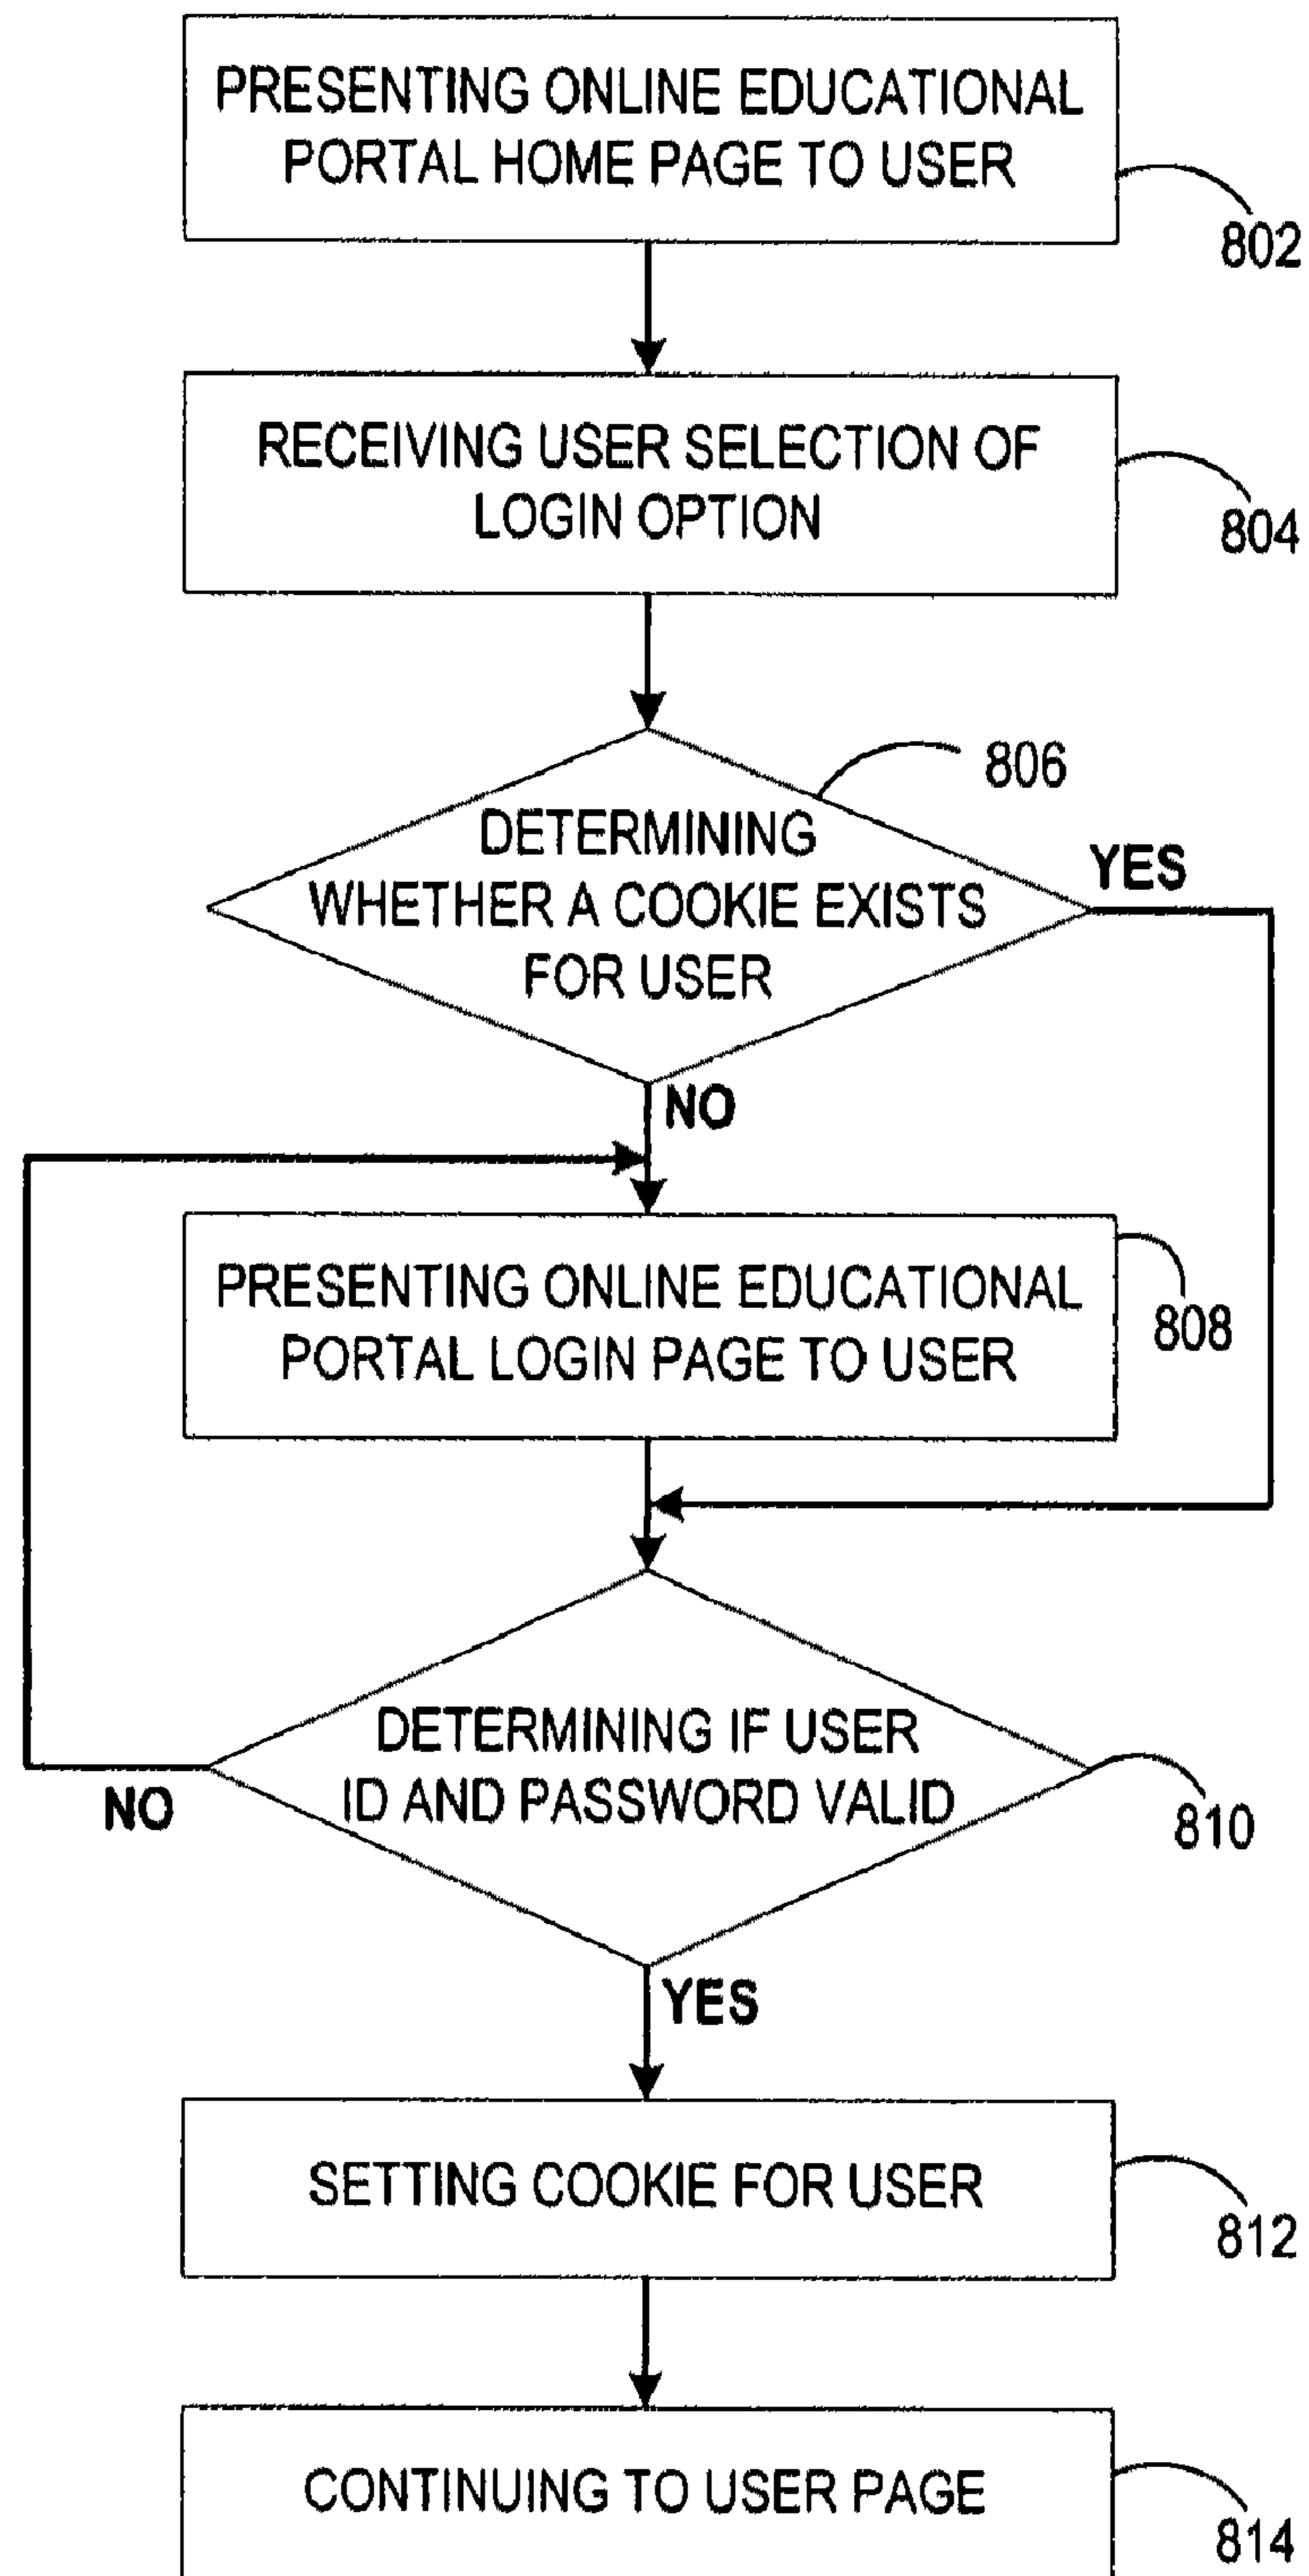 PRESENTING ONLINE EDUCATIONAL
PORTAL HOME PAGE TO USER
802
RECEIVING USER SELECTION OF
LOGIN OPTION
804
806
DETERMINING
WHETHER A COOKIE EXISTS
FOR USER
YES
NO
PRESENTING ONLINE EDUCATIONAL
PORTAL LOGIN PAGE TO USER
808
DETERMINING IF USER
ID AND PASSWORD VALID
NO
810
YES
SETTING COOKIE FOR USER
812
CONTINUING TO USER PAGE
814